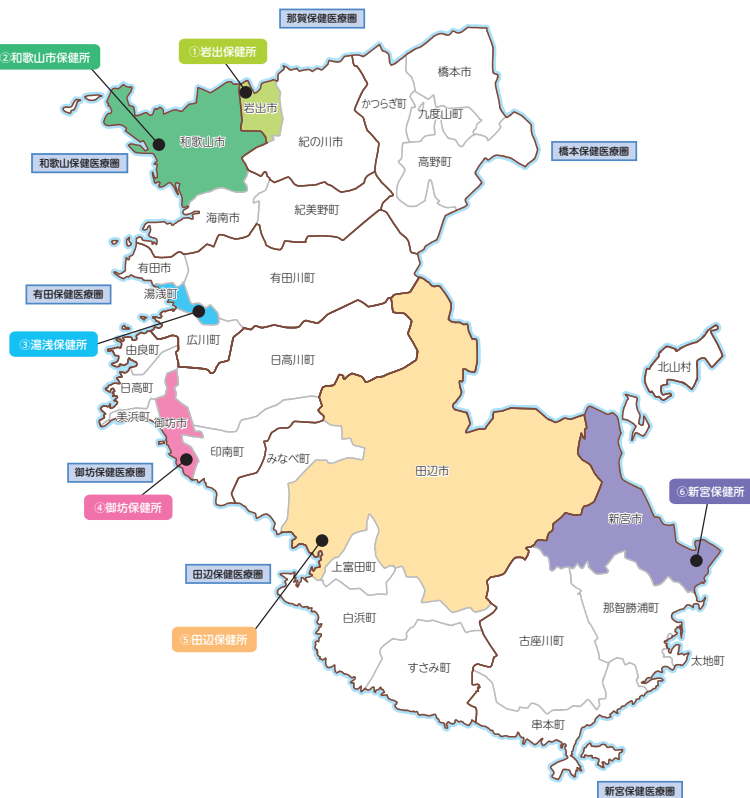 那賀保健医療圏
①岩出保健所
②和歌山市保健所
橋本市
かつらぎ町
九度山町
岩出市
和歌山市
紀の川市
高野町
和歌山保健医療圏
橋本保健医療圏
海南市
紀美野町
有田市
有田川町
有田保健医療圏
湯浅町
③湯浅保健所
広川町
由良町
日高川町
北山村
日高町
美浜町
御坊市
印南町
みなべ町
田辺市
御坊保健医療圏
④御坊保健所
⑥新宮保健所
新宮市
上富田町
田辺保健医療圏
白浜町
那智勝浦町
⑤田辺保健所
古座川町
すさみ町
太地町
串本町
新宮保健医療圏